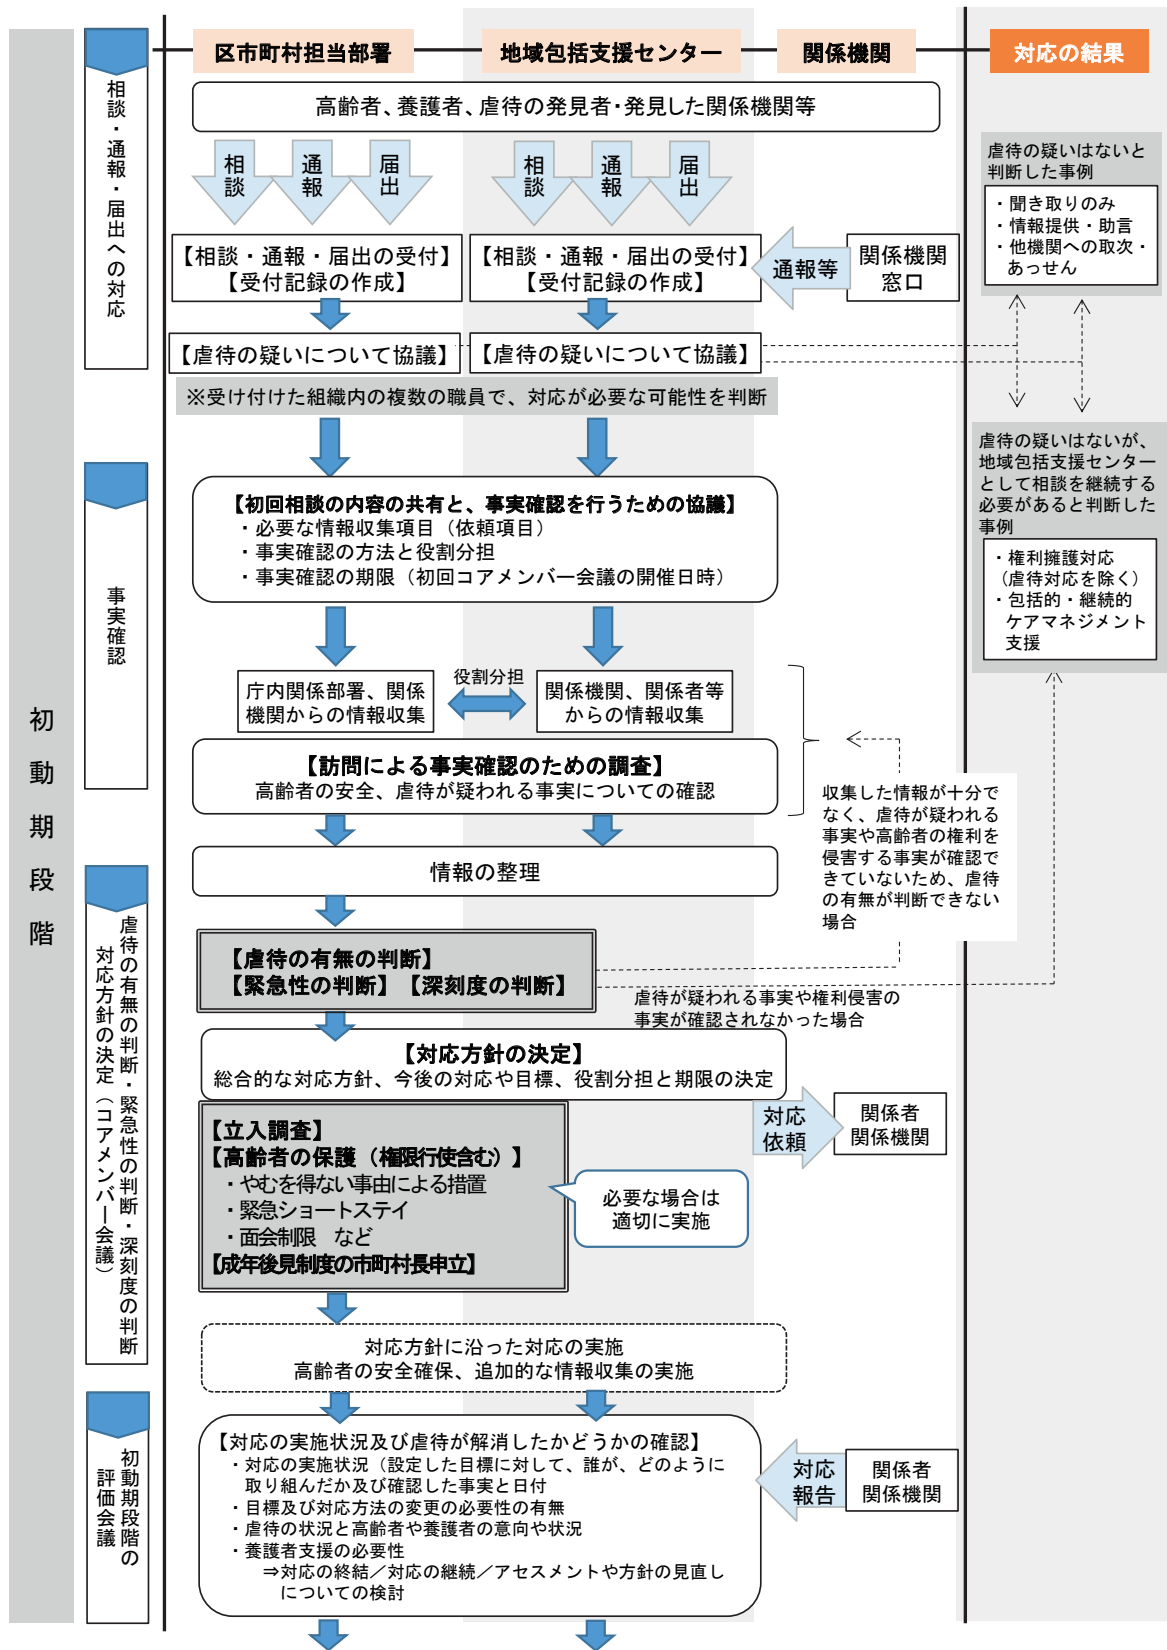 区市町村担当部署
地域包括支援センター
関係機関
対応の結果
初動期段階
相談・通報・届出への対応
高齢者、養護者、虐待の発見者・発見した関係機関等
相談
通報
届出
相談
通報
届出
【相談・通報・届出の受付】
【受付記録の作成】
【相談・通報・届出の受付】
【受付記録の作成】
通報等
関係機関
窓口
【虐待の疑いについて協議】
【虐待の疑いについて協議】
※受け付けた組織内の複数の職員で、対応が必要な可能性を判断
虐待の疑いはないと
判断した事例
・聞き取りのみ
・情報提供・助言
・他機関への取次・
あっせん
虐待の疑いはないが、
地域包括支援センター
として相談を継続する
必要があると判断した
事例
・権利擁護対応
（虐待対応を除く）
・包括的・継続的
ケアマネジメント
支援
事実確認
【初回相談の内容の共有と、事実確認を行うための協議】
・必要な情報収集項目（依頼項目）
・事実確認の方法と役割分担
・事実確認の期限（初回コアメンバー会議の開催日時）
庁内関係部署、関係
機関からの情報収集
役割分担
関係機関、関係者等
からの情報収集
【訪問による事実確認のための調査】
高齢者の安全、虐待が疑われる事実についての確認
収集した情報が十分で
なく、虐待が疑われる
事実や高齢者の権利を
侵害する事実が確認で
きていないため、虐待
の有無が判断できない
場合
情報の整理
虐待の有無の判断・緊急性の判断・深刻度の判断
対応方針の決定（コアメンバー会議）
【虐待の有無の判断】
【緊急性の判断】【深刻度の判断】
虐待が疑われる事実や権利侵害の
事実が確認されなかった場合
【対応方針の決定】
総合的な対応方針、今後の対応や目標、役割分担と期限の決定
対応
依頼
関係者
関係機関
【立入調査】
【高齢者の保護（権限行使含む）】
・やむを得ない事由による措置
・緊急ショートステイ
・面会制限　など
【成年後見制度の市町村長申立】
必要な場合は
適切に実施
対応方針に沿った対応の実施
高齢者の安全確保、追加的な情報収集の実施
初動期段階の
評価会議
【対応の実施状況及び虐待が解消したかどうかの確認】
・対応の実施状況（設定した目標に対して、誰が、どのように
取り組んだか及び確認した事実と日付
・目標及び対応方法の変更の必要性の有無
・虐待の状況と高齢者や養護者の意向や状況
・養護者支援の必要性
⇒対応の終結／対応の継続／アセスメントや方針の見直し
についての検討
対応
報告
関係者
関係機関